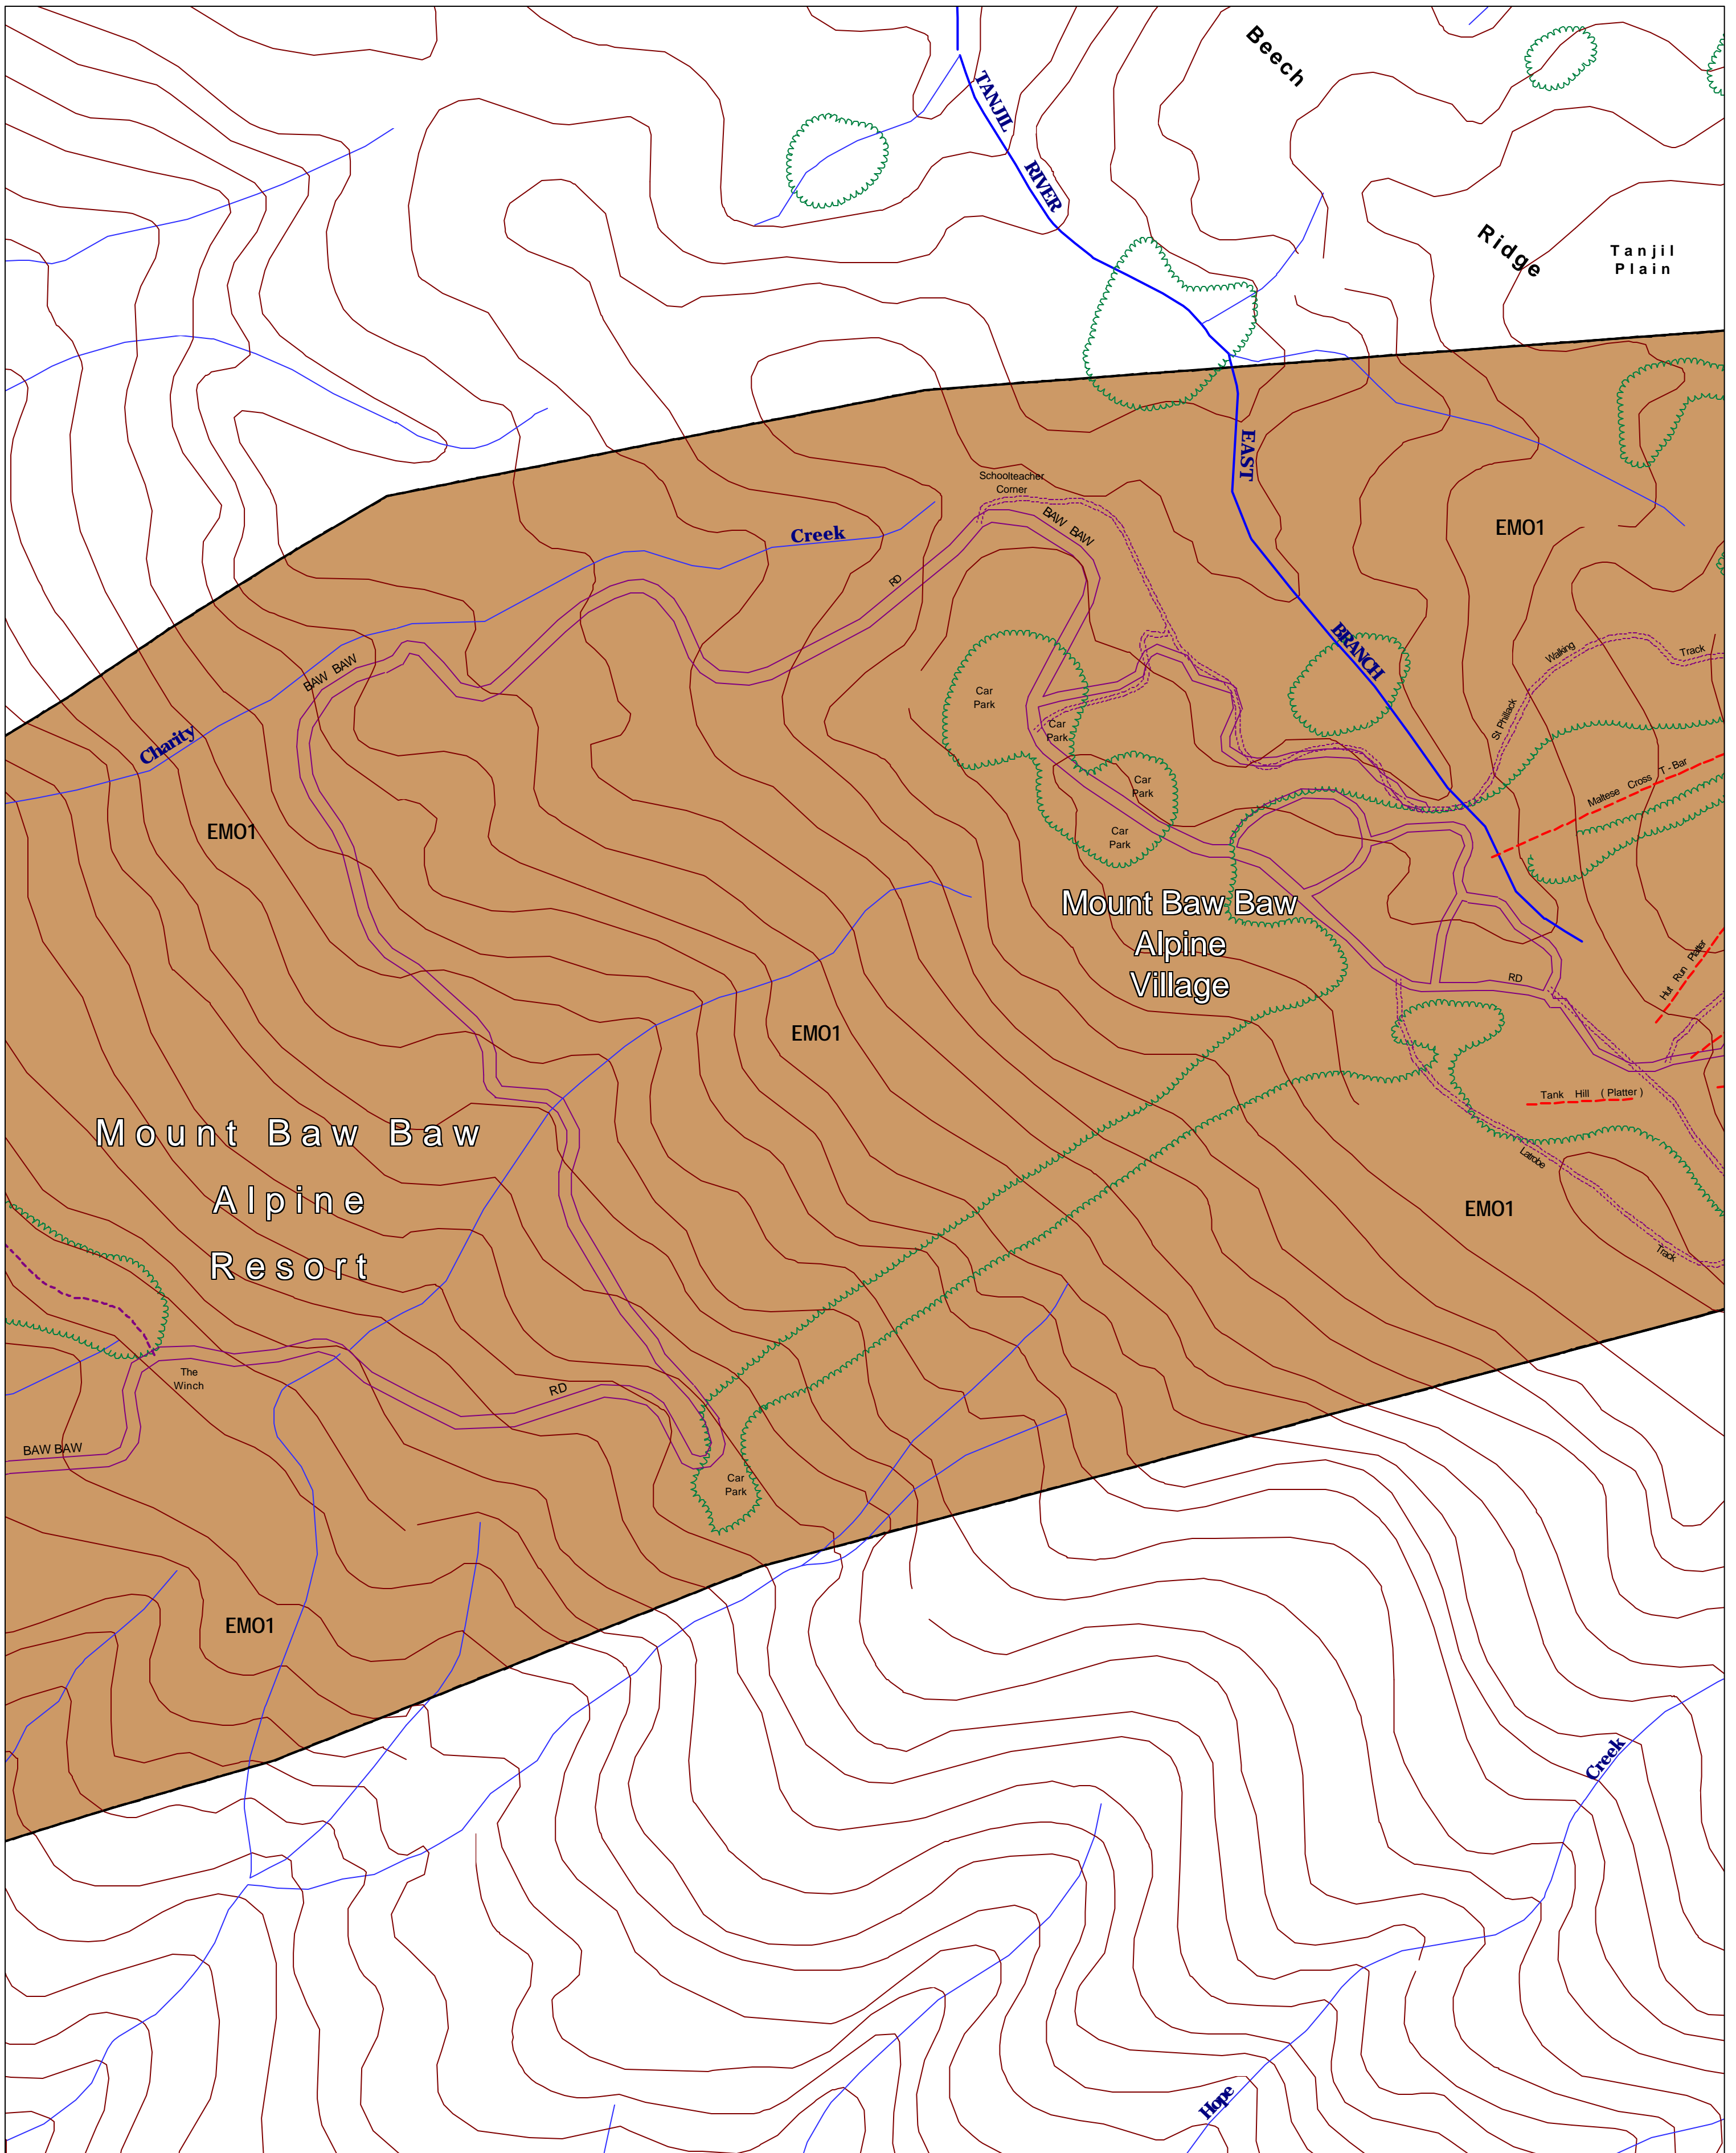 Beech
TANJIL
RIVER
Ridge
Tanjil
Plain
EAST
Schoolteacher
Corner
BAW BAW
Creek
EMO1
RD
BRANCH
Walking
Track
BAW BAW
Car
Park
St Phillack
Car
Park
Charity
Maltese Cross T-Bar
Car
Park
EMO1
Car
Park
Mount Baw Baw
Alpine
Village
Hut Run Platter
RD
EMO1
Tank Hill (Platter)
Mount Baw Baw
Alpine
Resort
Latrobe
EMO1
Track
The
Winch
RD
BAW BAW
Car
Park
EMO1
Creek
Hope